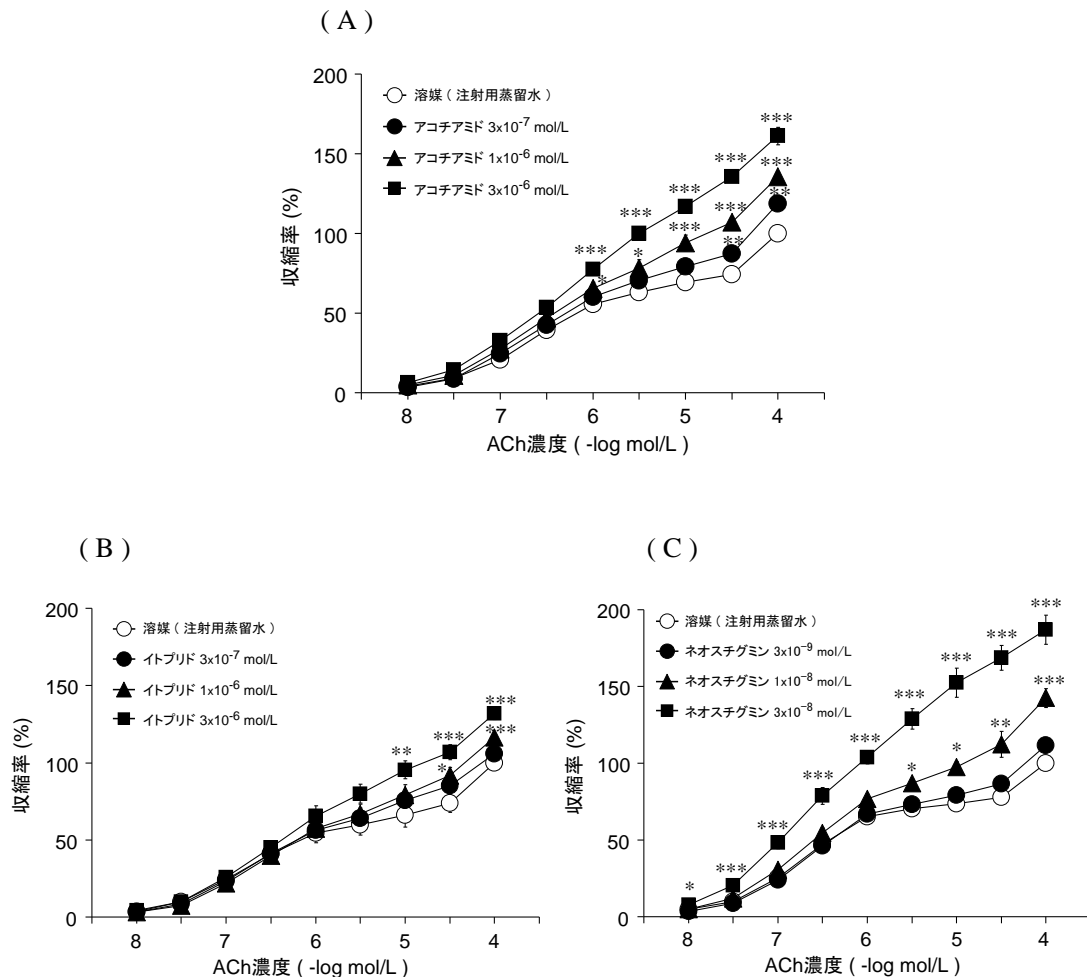 ( A )
200
150
100
50
0
収縮率 (%)
溶媒 ( 注射用蒸留水 )
アコチアミド 3x10-7 mol/L
アコチアミド 1x10-6 mol/L
アコチアミド 3x10-6 mol/L
***
***
**
***
***
**
***
***
***
*
***
*
8 7 6 5 4
ACh濃度 ( -log mol/L )
( B )
200
150
100
50
0
収縮率 (%)
溶媒 ( 注射用蒸留水 )
イトプリド 3x10-7 mol/L
イトプリド 1x10-6 mol/L
イトプリド 3x10-6 mol/L
***
***
***
*
**
8 7 6 5 4
ACh濃度 ( -log mol/L )
( C )
200
150
100
50
0
収縮率 (%)
溶媒 ( 注射用蒸留水 )
ネオスチグミン 3x10−9 mol/L
ネオスチグミン 1x10−8 mol/L
ネオスチグミン 3x10−8 mol/L
*
***
***
***
***
***
*
***
*
***
**
***
***
8 7 6 5 4
ACh濃度 ( -log mol/L )